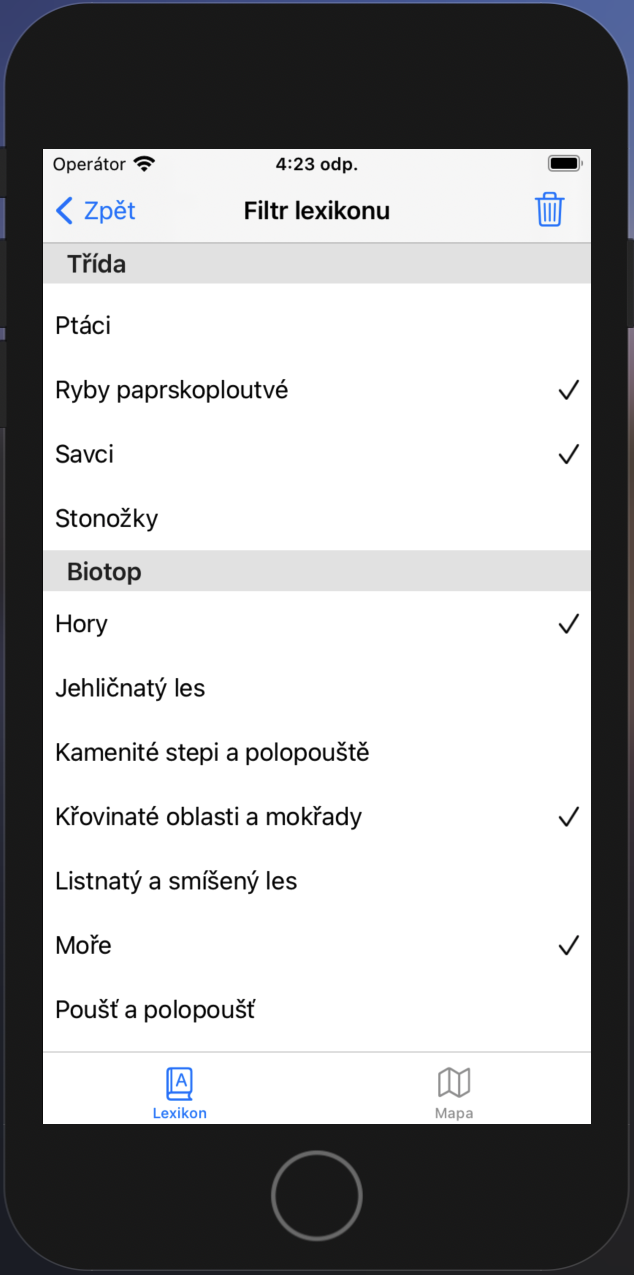 Operátor 4:23 odp.
Zpět Filtr lexikonu
Třída
Ptáci
Ryby paprskoploutvé
Savci
Stonožky
Biotop
Hory
Jehličnatý les
Kamenité stepi a polopouště
Křovinaté oblasti a mokřady
Listnatý a smíšený les
Moře
Poušť a polopoušť
A
Lexikon Mapa